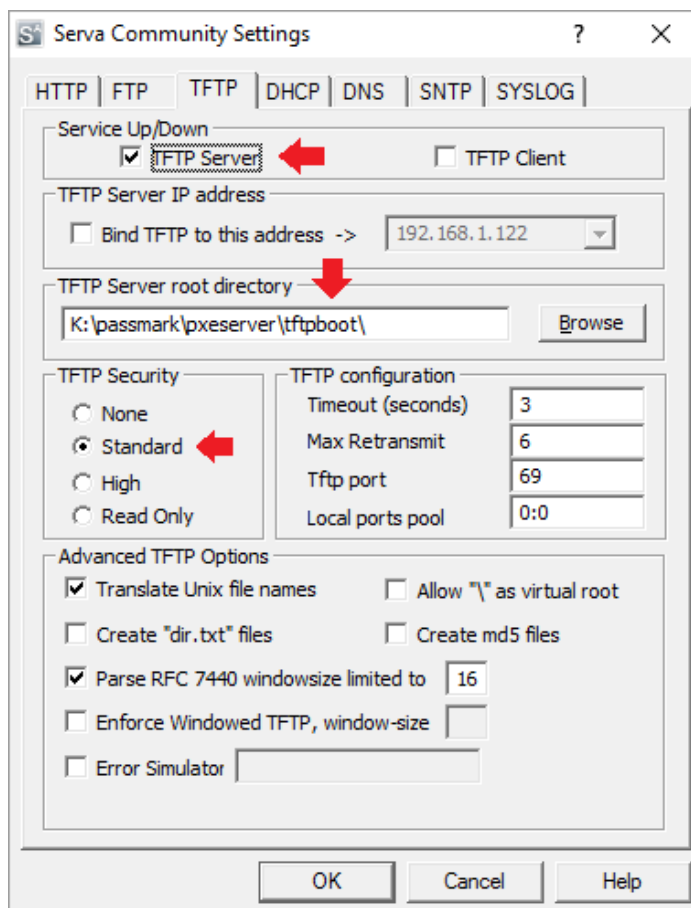 Serva Community Settings ? X
HTTP FTP TFTP DHCP DNS SNTP SYSLOG
Service Up/Down
TFTP Server TFTP Client
TFTP Server IP address
Bind TFTP to this address -> 192.168.1.122
TFTP Server root directory
K:\passmark\pxeserver\tftpboot\ Browse
TFTP Security
None
Standard
High
Read Only
TFTP configuration
Timeout (seconds) 3
Max Retransmit 6
Tftp port 69
Local ports pool 0:0
Advanced TFTP Options
Translate Unix file names Allow "\" as virtual root
Create "dir.txt" files Create md5 files
Parse RFC 7440 windowsize limited to 16
Enforce Windowed TFTP, window-size
Error Simulator
OK Cancel Help